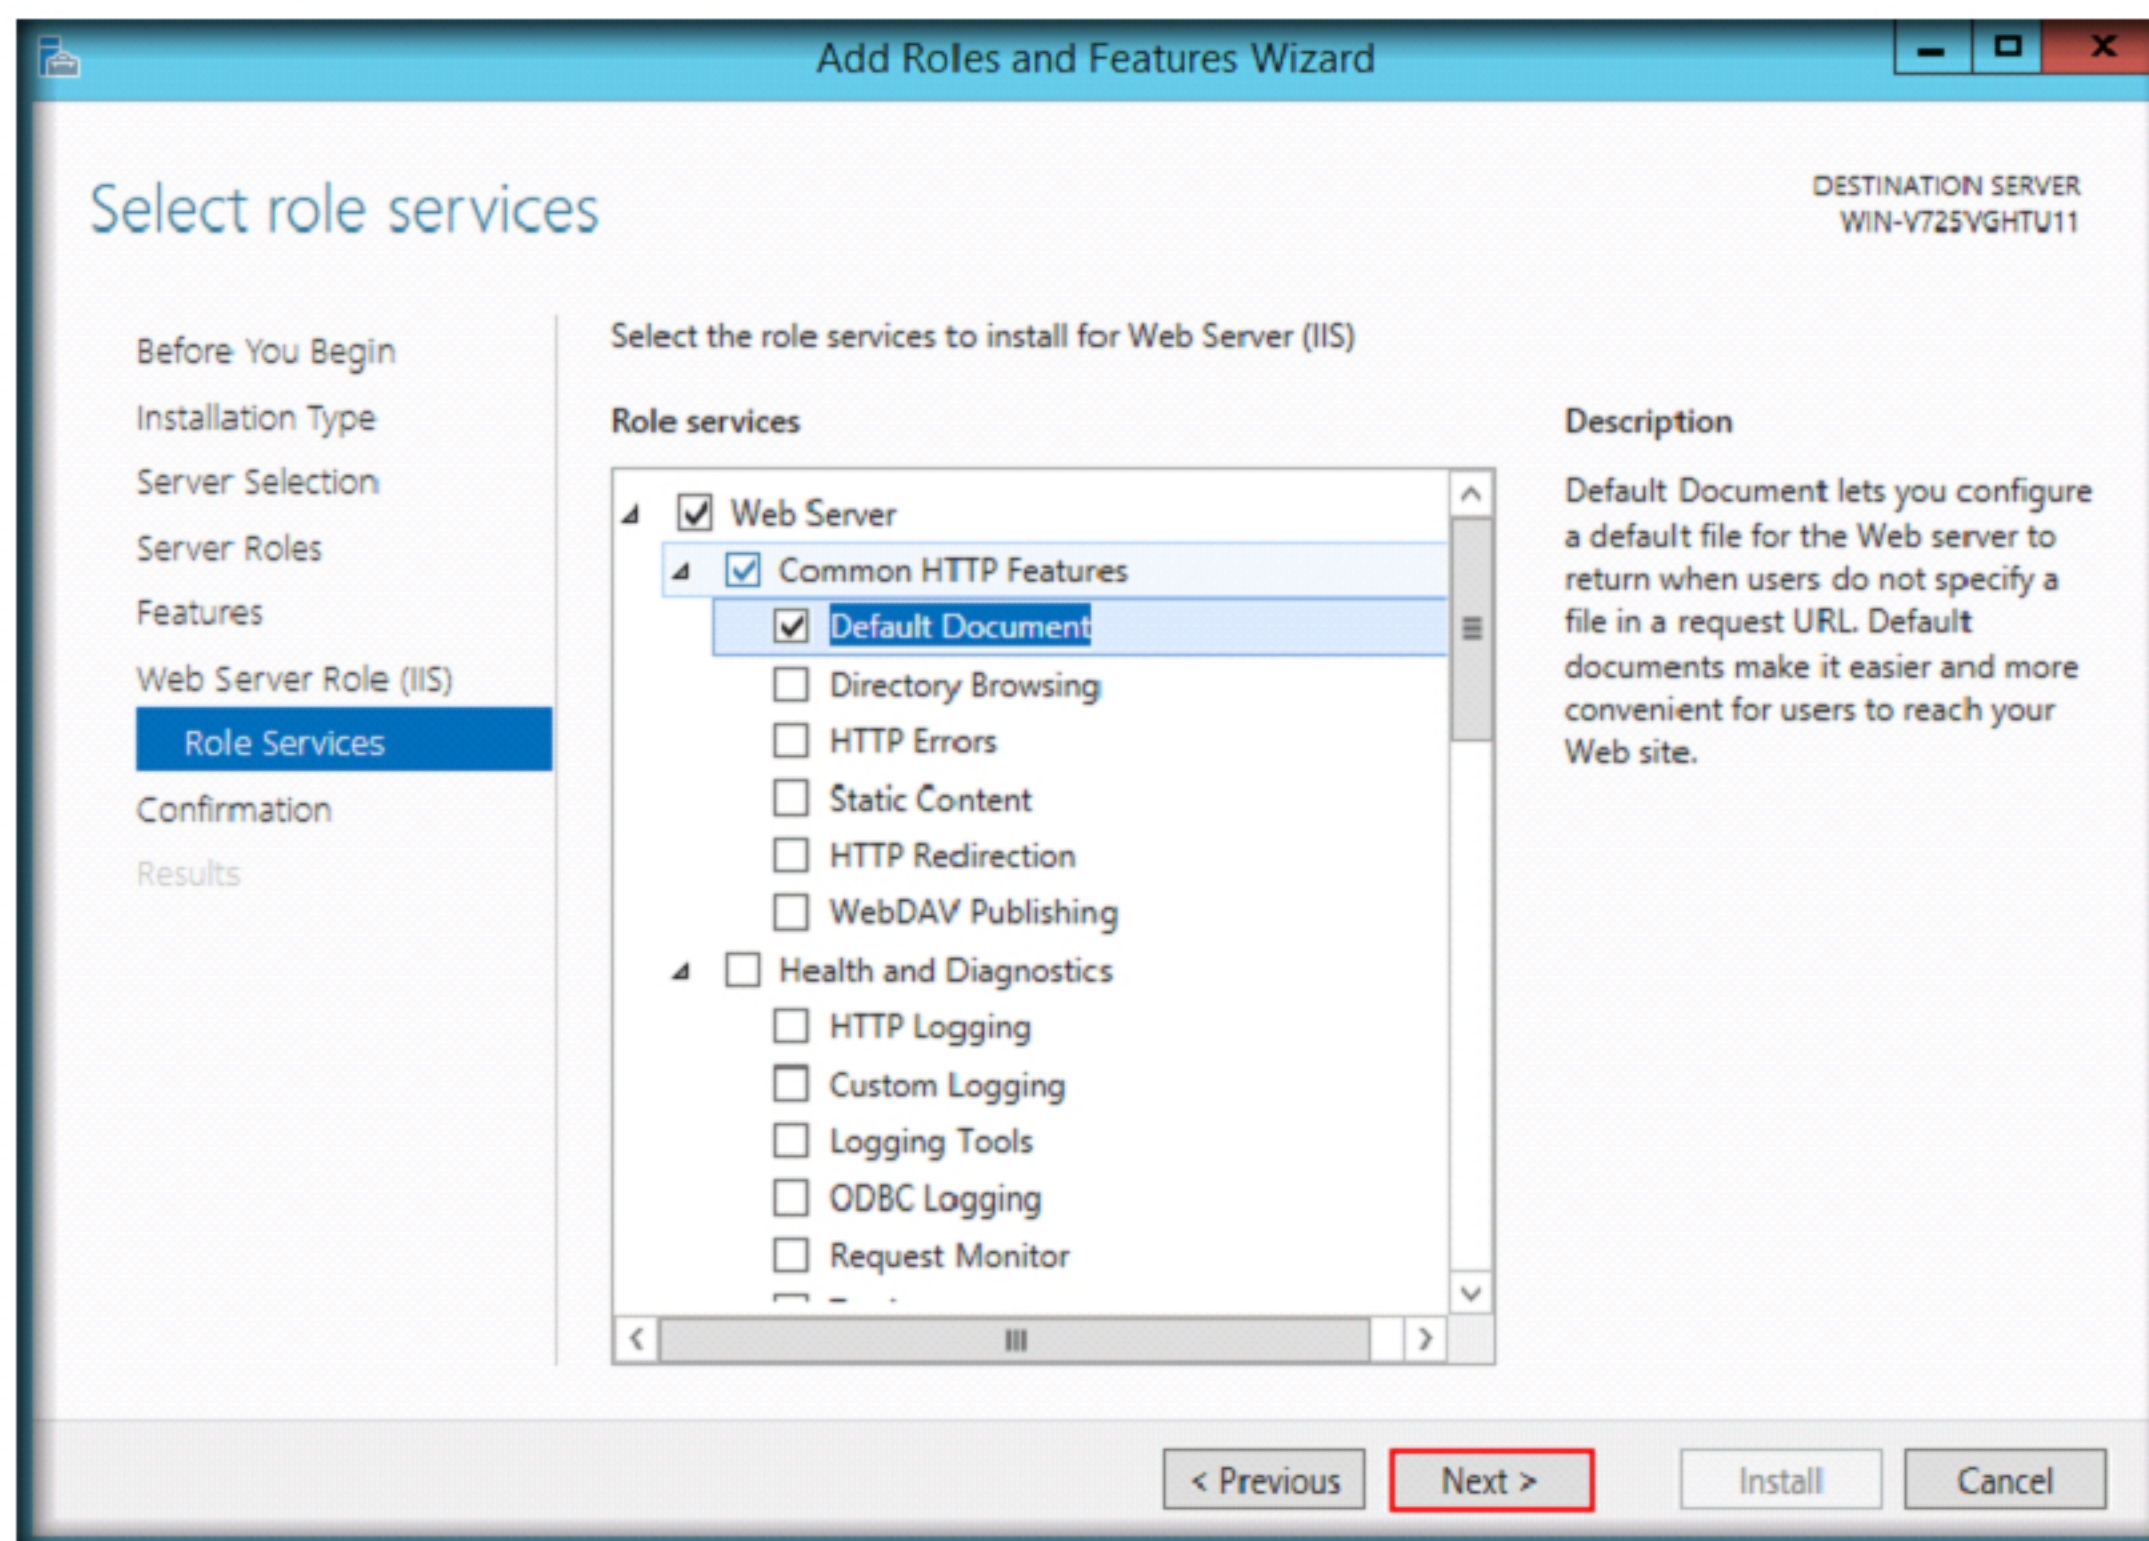 Add Roles and Features Wizard
Select role services
DESTINATION SERVER
WIN-V725VGHTU11
Before You Begin
Installation Type
Server Selection
Server Roles
Features
Web Server Role (IIS)
Role Services
Confirmation
Results
Select the role services to install for Web Server (IIS)
Role services
Web Server
Common HTTP Features
Default Document
Directory Browsing
HTTP Errors
Static Content
HTTP Redirection
WebDAV Publishing
Health and Diagnostics
HTTP Logging
Custom Logging
Logging Tools
ODBC Logging
Request Monitor
Description
Default Document lets you configure
a default file for the Web server to
return when users do not specify a
file in a request URL. Default
documents make it easier and more
convenient for users to reach your
Web site.
< Previous
Next >
Install
Cancel